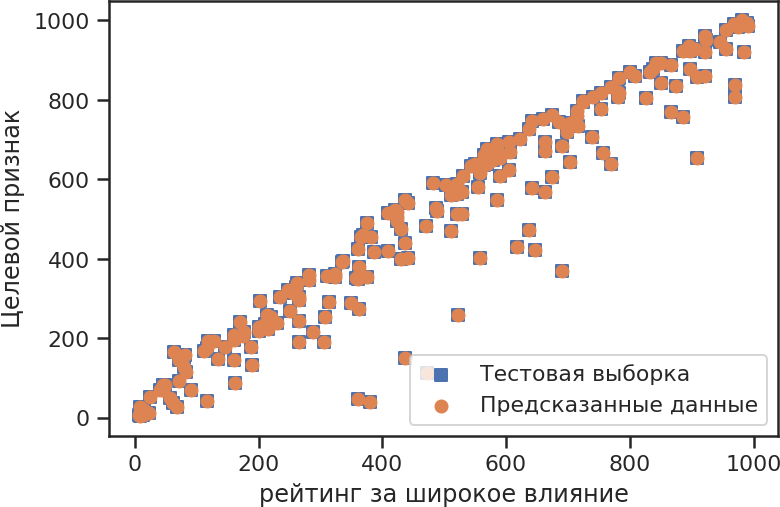 Целевой признак
1000
800
600
400
200
0
Тестовая выборка
Предсказанные данные
0 200 400 600 800 1000
рейтинг за широкое влияние